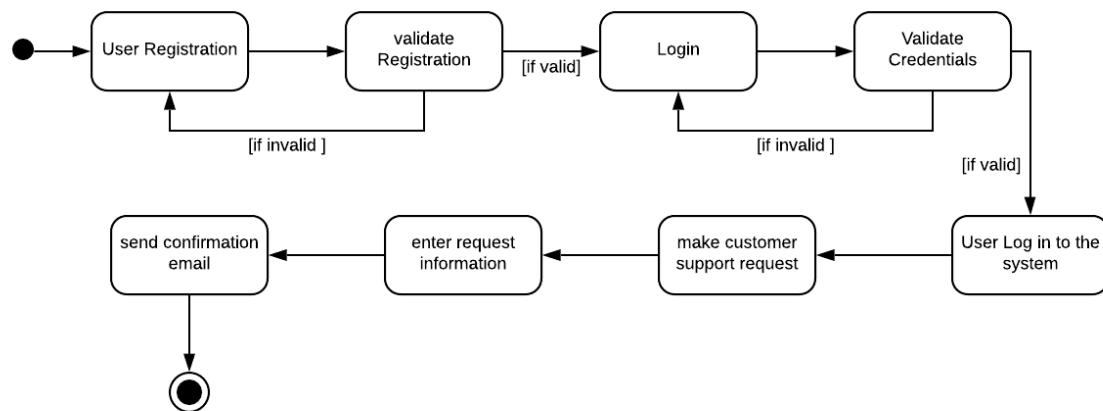 User Registration
validate
Registration
[if valid]
Login
Validate
Credentials
[if invalid ]
[if invalid ]
[if valid]
send confirmation
email
enter request
information
make customer
support request
User Log in to the
system